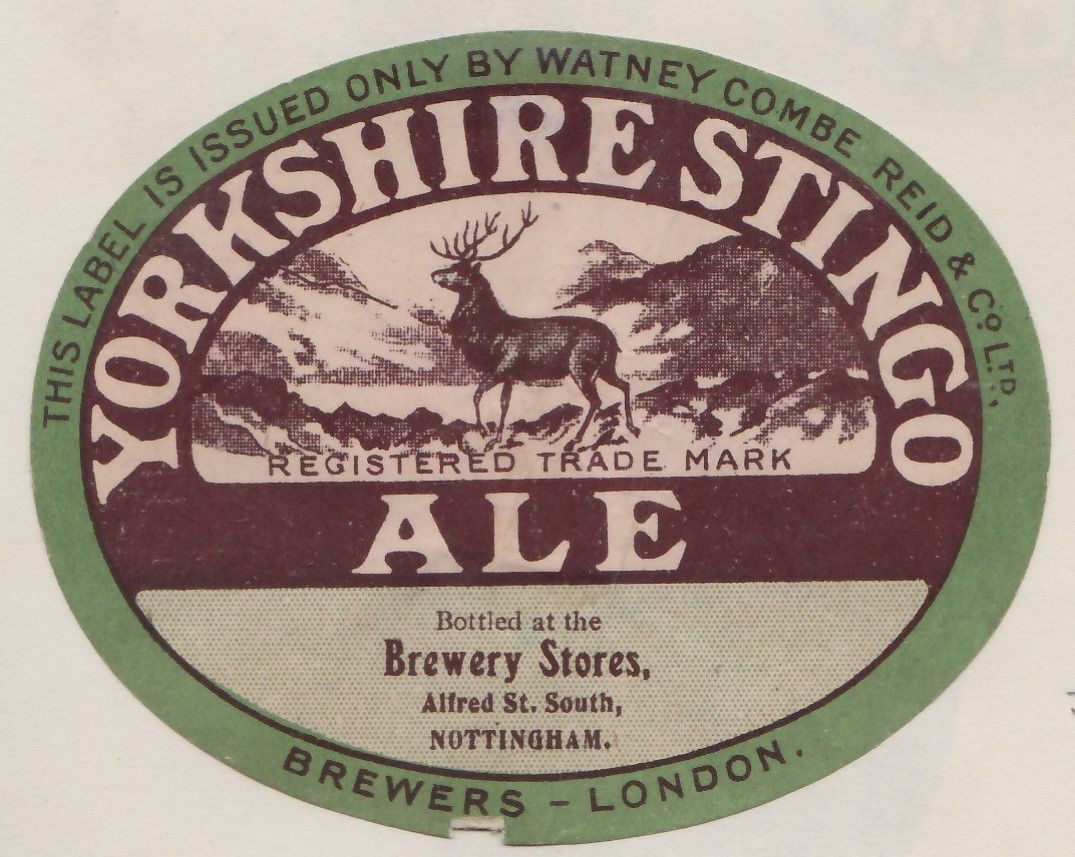 THIS LABEL IS ISSUED ONLY BY WATNEY COMBE REID & CO LTD,
YORKSHIRE STINGO
REGISTERED TRADE MARK
ALE
Bottled at the
Brewery Stores,
Alfred St. South,
NOTTINGHAM.
BREWERS – LONDON.